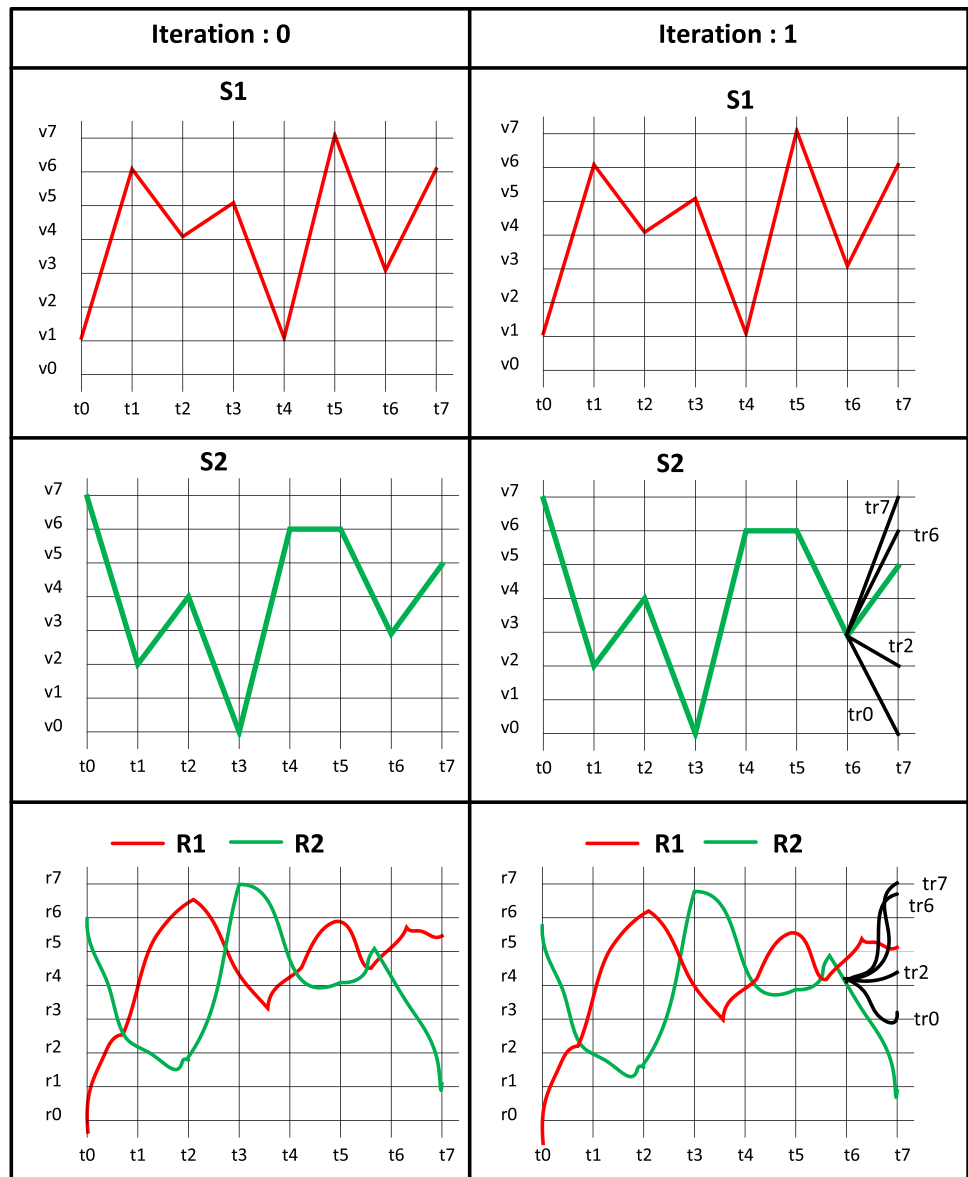 Iteration : 0
Iteration : 1
S1
v7
v6
v5
v4
v3
v2
v1
v0
t0 t1 t2 t3 t4 t5 t6 t7
S1
v7
v6
v5
v4
v3
v2
v1
v0
t0 t1 t2 t3 t4 t5 t6 t7
S2
v7
v6
v5
v4
v3
v2
v1
v0
t0 t1 t2 t3 t4 t5 t6 t7
S2
v7
v6
v5
v4
v3
v2
v1
v0
tr7
tr6
tr2
tr0
t0 t1 t2 t3 t4 t5 t6 t7
R1 R2
r7
r6
r5
r4
r3
r2
r1
r0
t0 t1 t2 t3 t4 t5 t6 t7
R1 R2
r7
r6
r5
r4
r3
r2
r1
r0
tr7
tr6
tr2
tr0
t0 t1 t2 t3 t4 t5 t6 t7